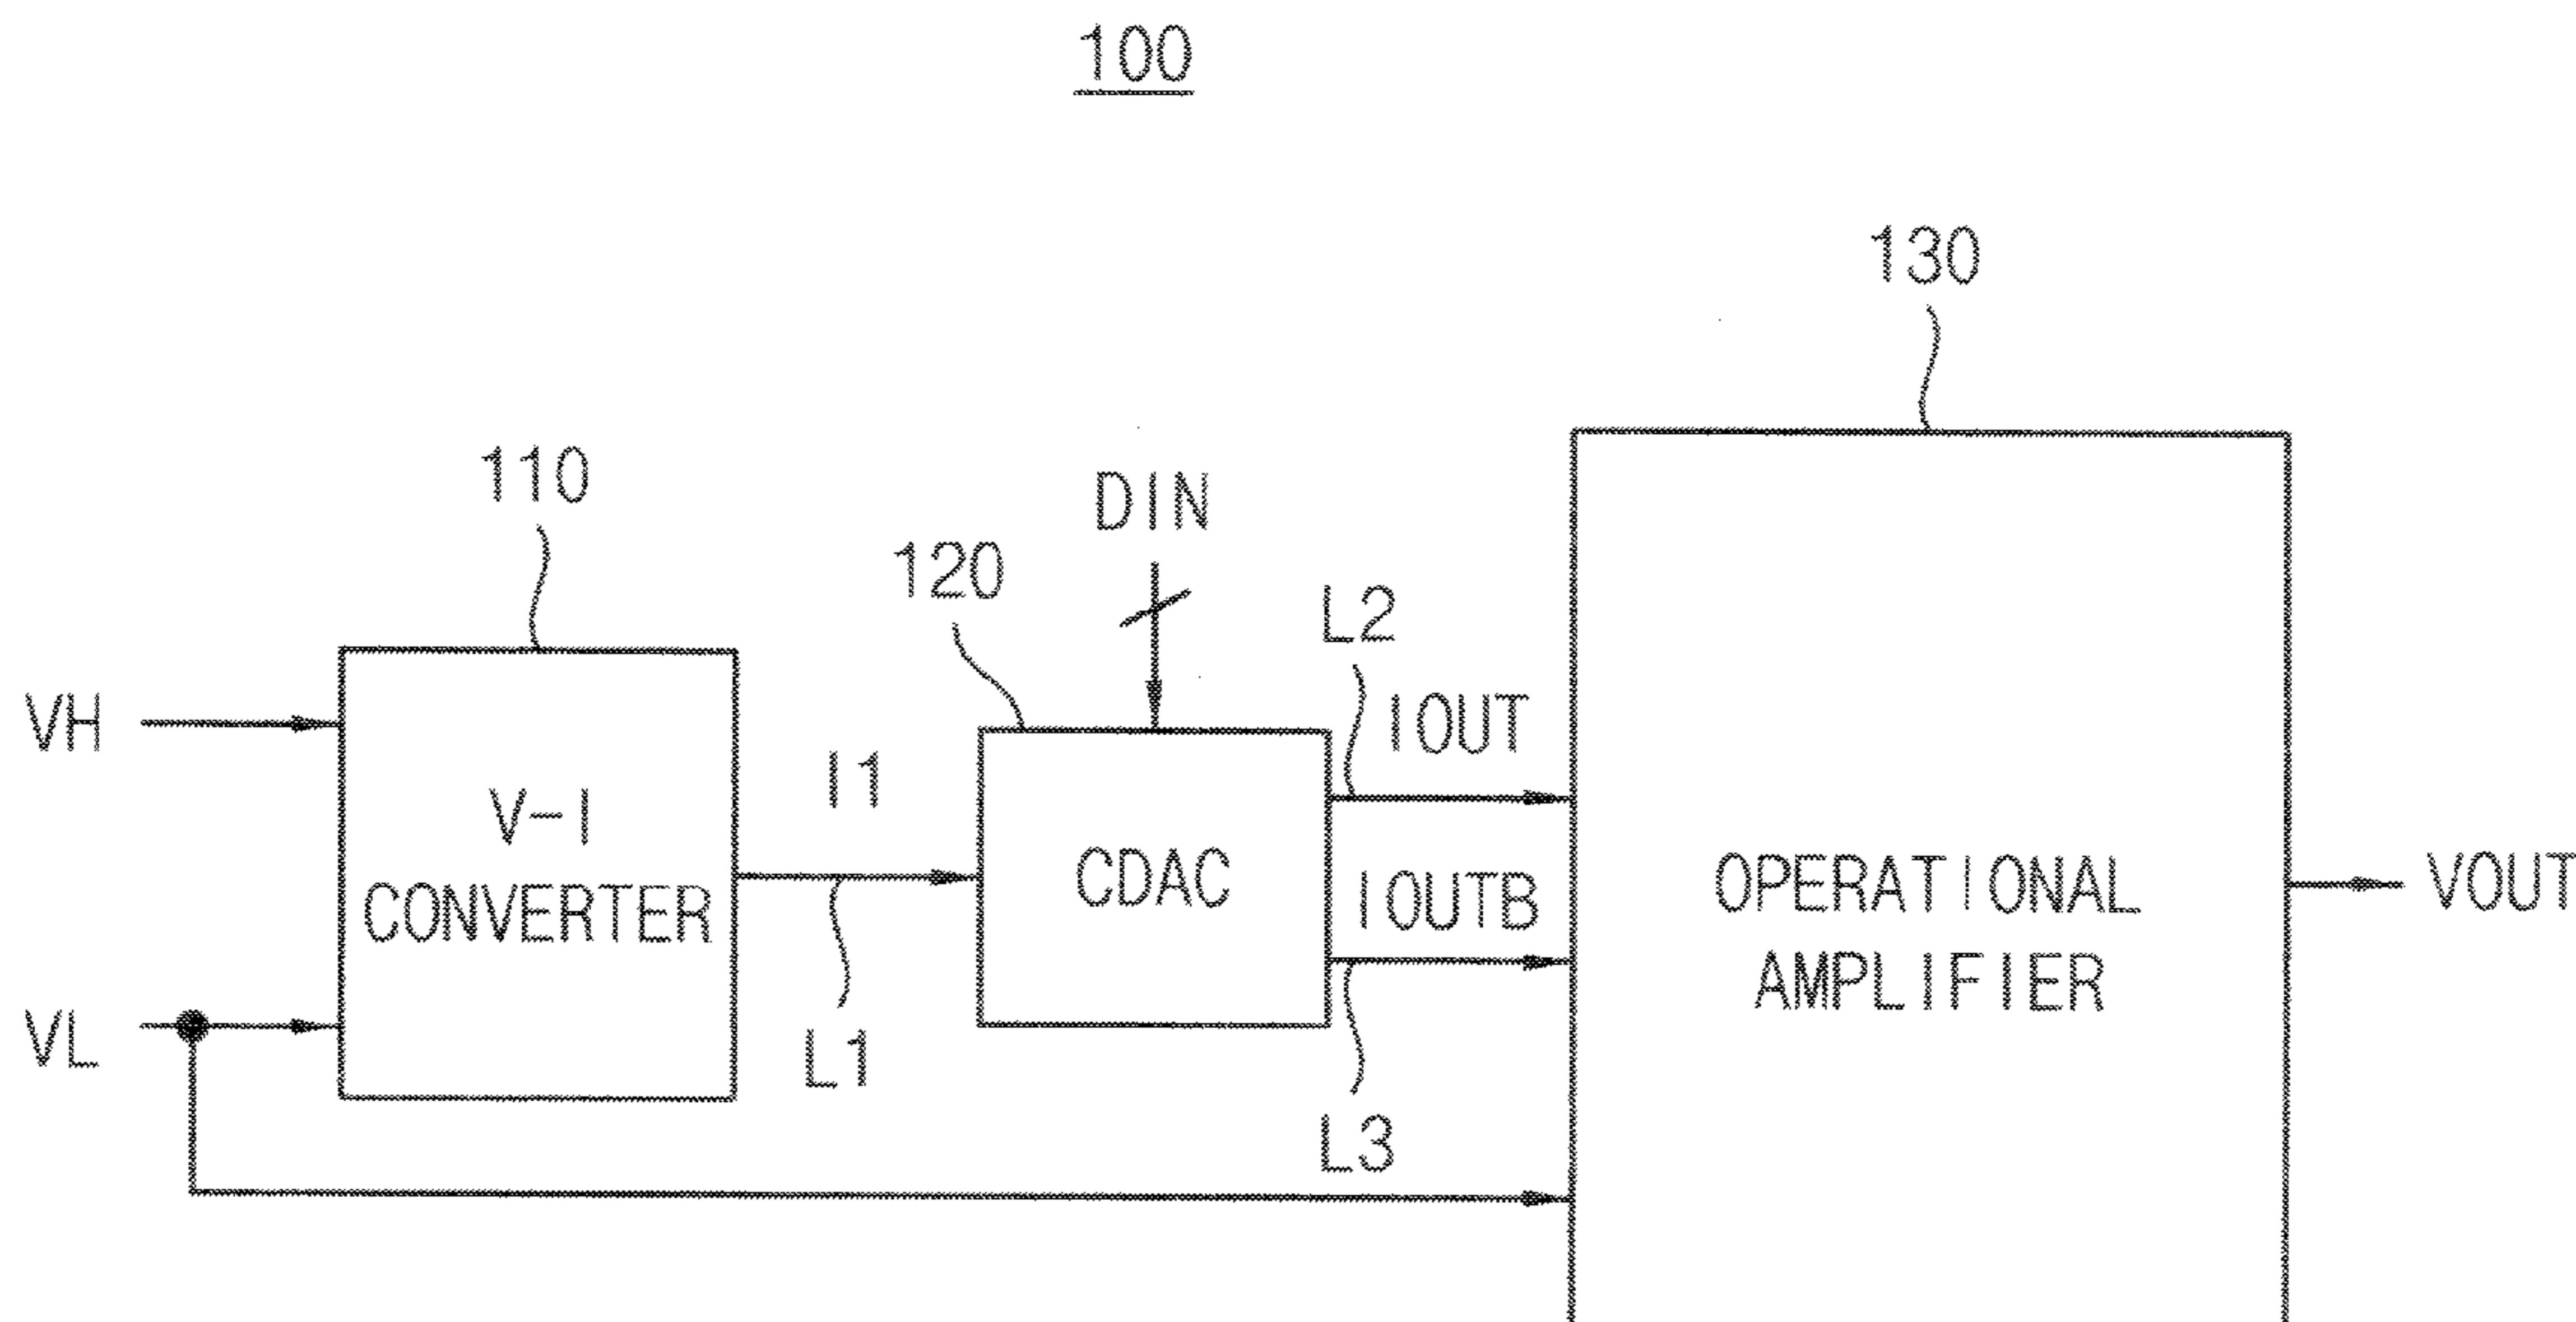 100
130
110
DIN
120
L2
VH
IOUT
I1
V-I
CONVERTER
CDAC
IOUTB
OPERATIONAL
AMPLIFIER
VOUT
VL
L1
L3